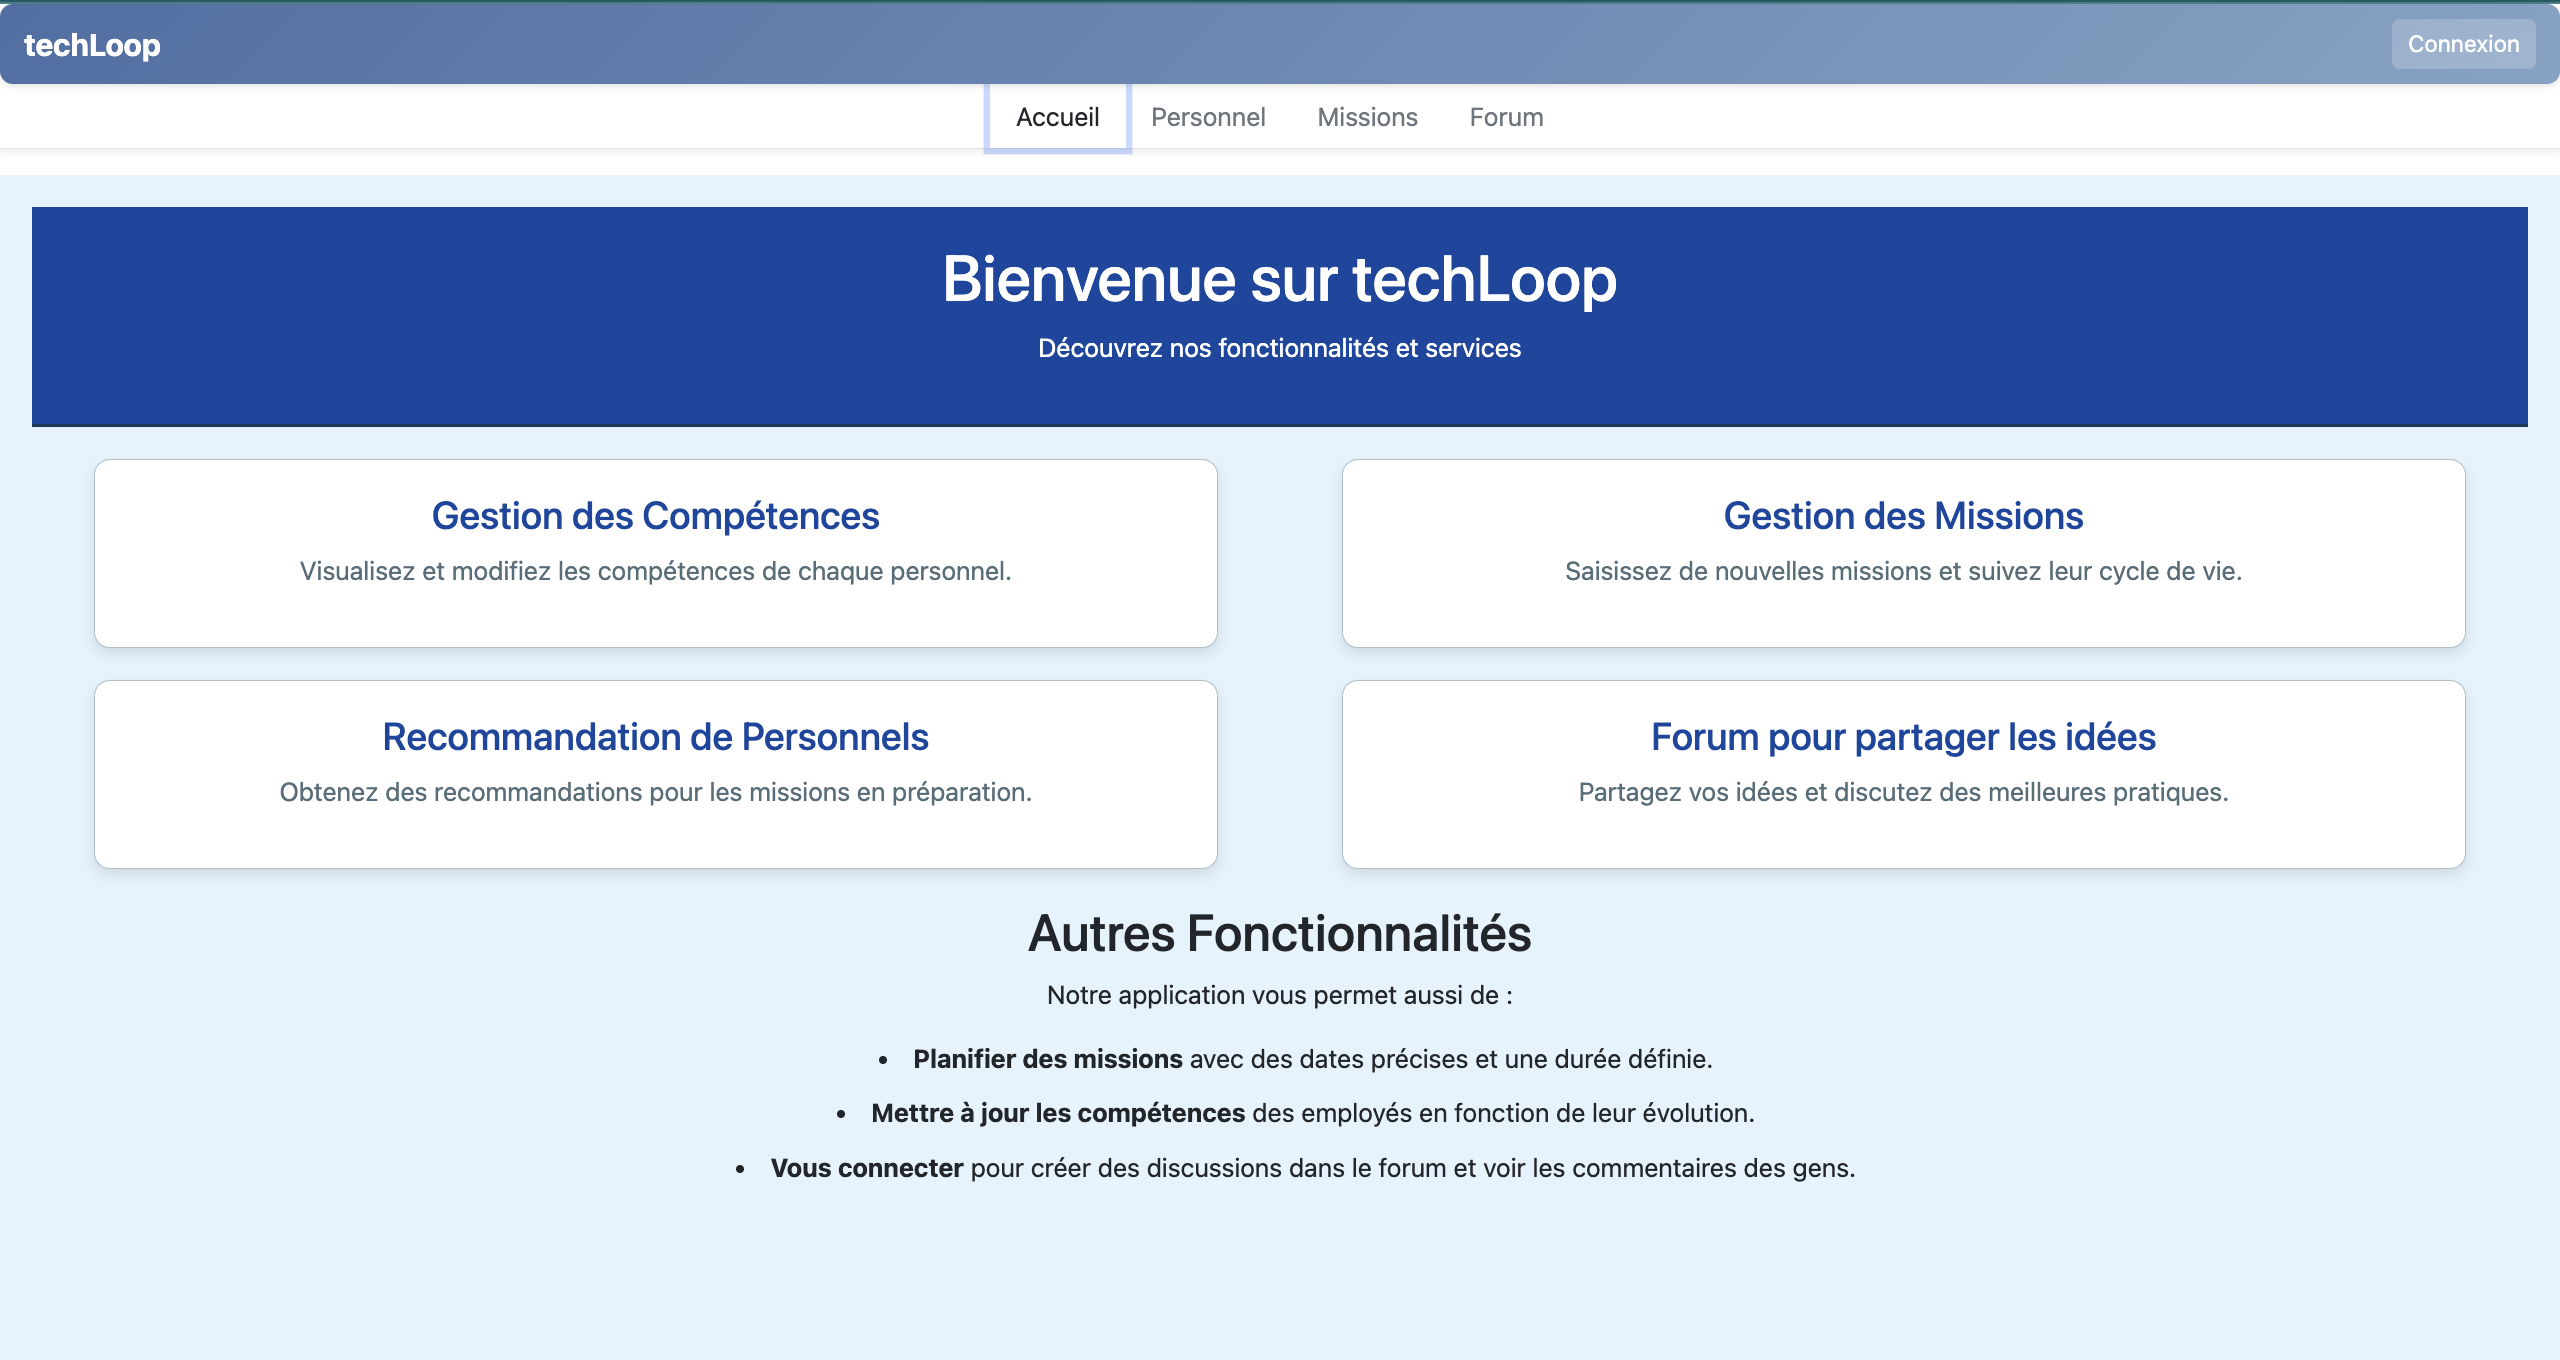 techLoop
Connexion
Accueil Personnel Missions Forum
Bienvenue sur techLoop
Découvrez nos fonctionnalités et services
Gestion des Compétences
Visualisez et modifiez les compétences de chaque personnel.
Gestion des Missions
Saisissez de nouvelles missions et suivez leur cycle de vie.
Recommandation de Personnels
Obtenez des recommandations pour les missions en préparation.
Forum pour partager les idées
Partagez vos idées et discutez des meilleures pratiques.
Autres Fonctionnalités
Notre application vous permet aussi de :
• Planifier des missions avec des dates précises et une durée définie.
• Mettre à jour les compétences des employés en fonction de leur évolution.
• Vous connecter pour créer des discussions dans le forum et voir les commentaires des gens.